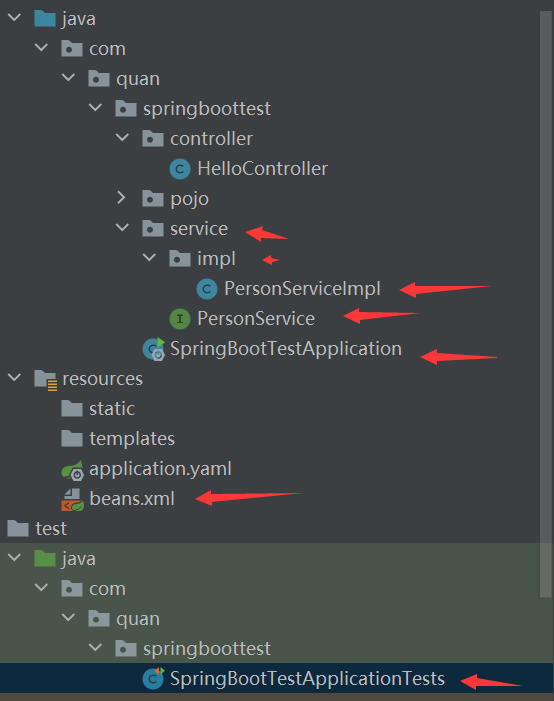 java
com
quan
springboottest
controller
HelloController
pojo
service
impl
PersonServiceImpl
PersonService
SpringBootTestApplication
resources
static
templates
application.yaml
beans.xml
test
java
com
quan
springboottest
SpringBootTestApplicationTests